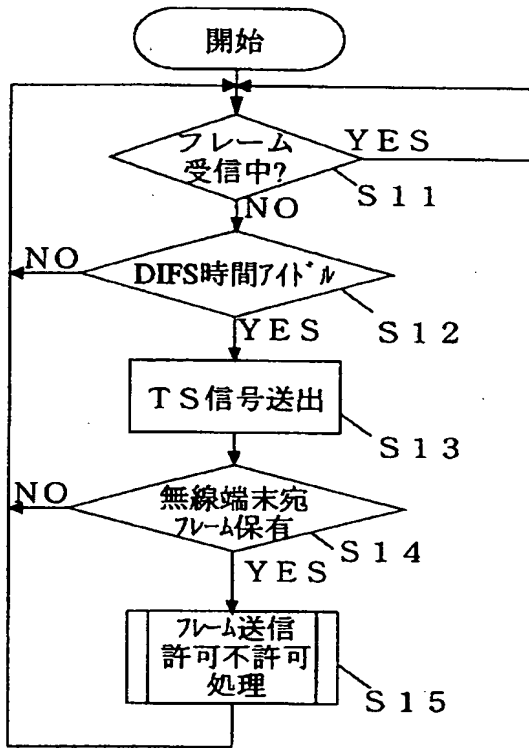 開始
フレーム
受信中?
YES
S11
NO
DIFS時間ｱｲﾄﾞﾙ
NO
S12
YES
TS信号送出
S13
無線端末宛
ﾌﾚｰﾑ保有
NO
S14
YES
ﾌﾚｰﾑ送信
許可不許可
処理
S15